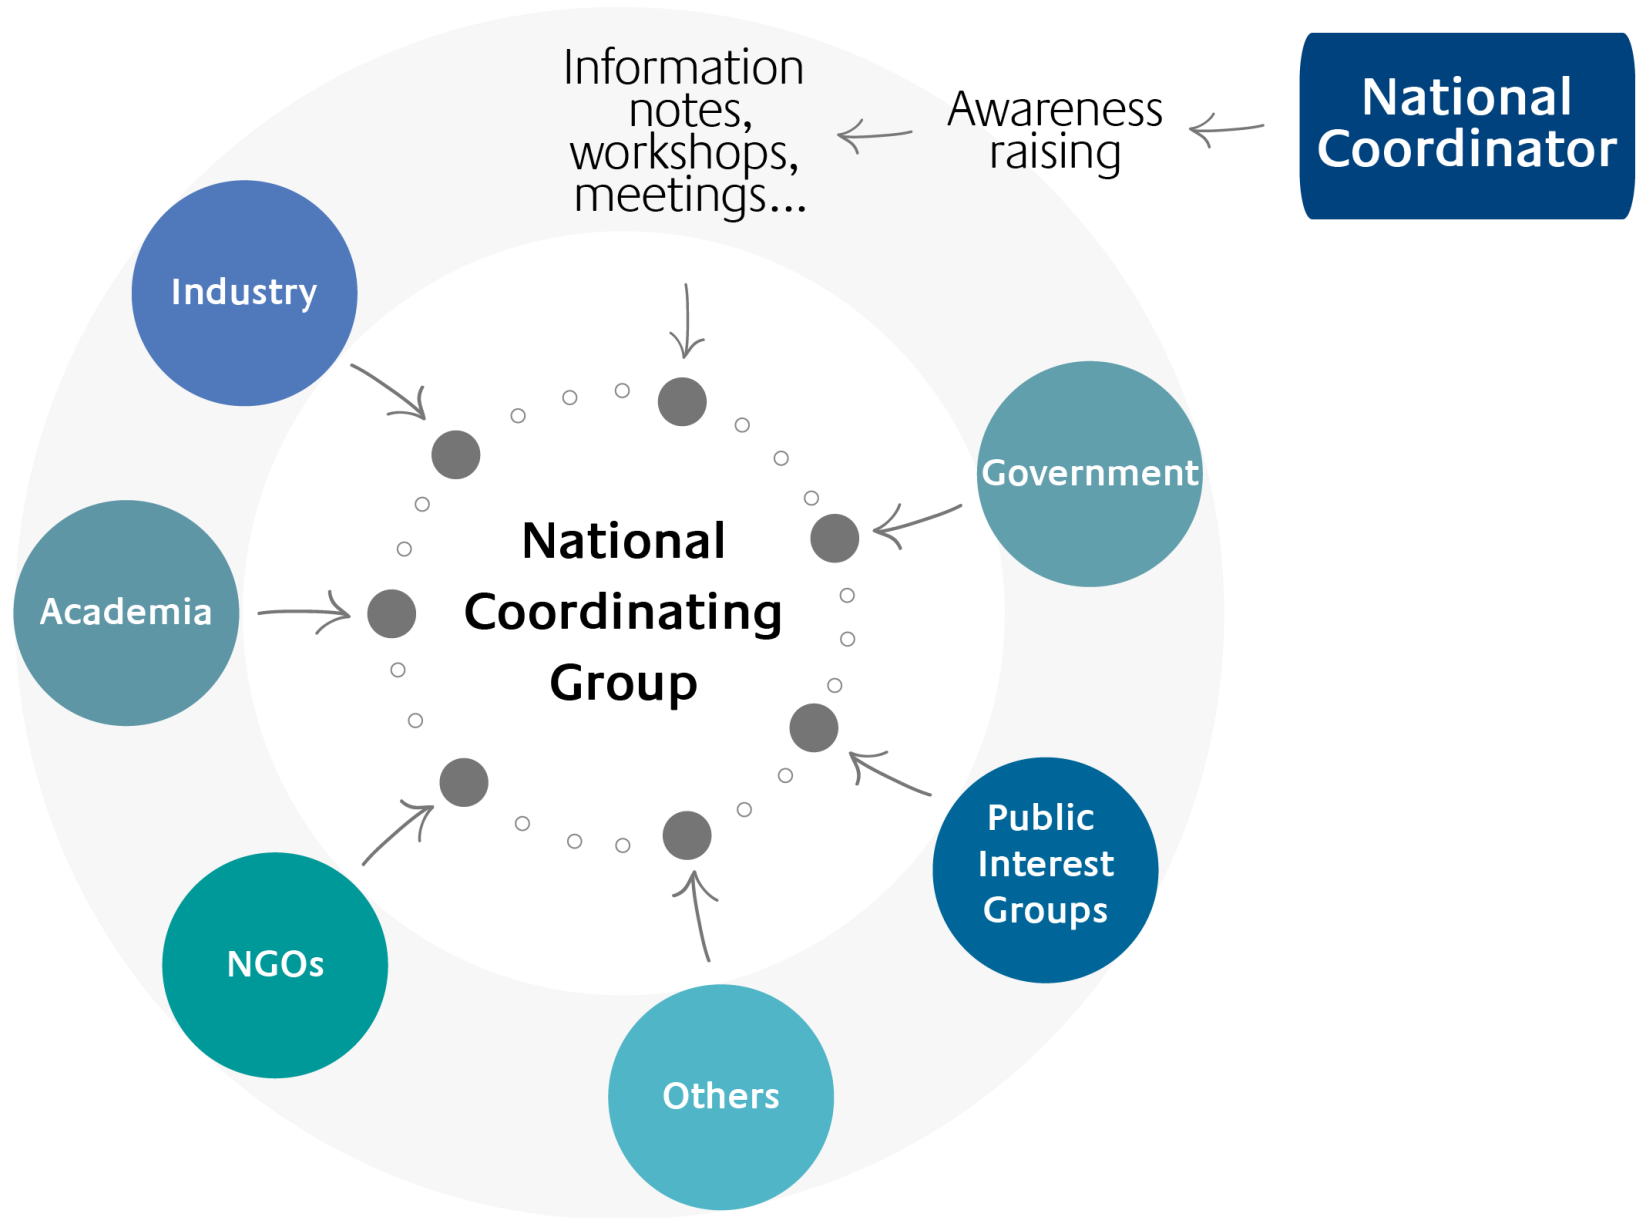 Information
notes,
workshops,
meetings...
Awareness
raising
National
Coordinator
Industry
Government
Academia
National
Coordinating
Group
Public
Interest
Groups
NGOs
Others